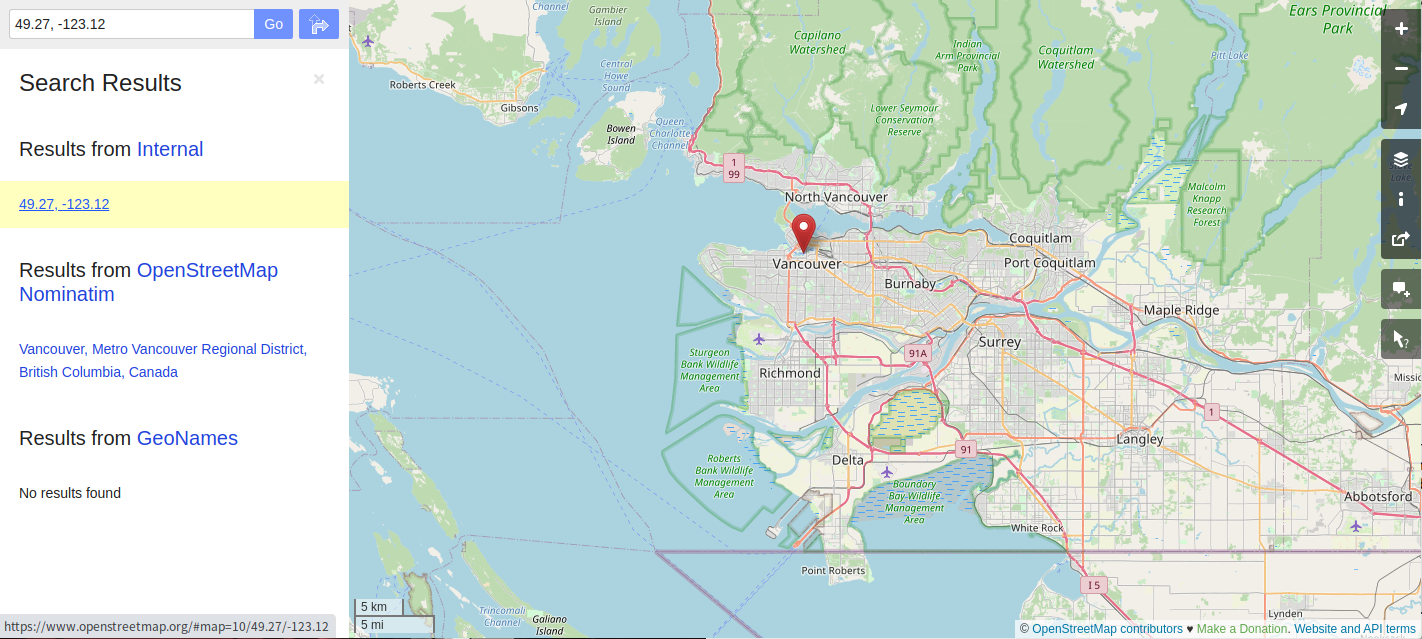 49.27, -123.12
Go
Search Results
×
Results from Internal
49.27, -123.12
Results from OpenStreetMap
Nominatim
Vancouver, Metro Vancouver Regional District,
British Columbia, Canada
Results from GeoNames
No results found
https://www.openstreetmap.org/#map=10/49.27/-123.12
Channel
Gambier
Island
Ears Provincial
Park
Capilano
Watershed
Indian
Arm Provincial
Park
Coquitlam
Watershed
Pitt Lake
Central
Howe
Sound
Roberts Creek
Gibsons
Lower Seymour
Conservation
Reserve
Queen
Charlotte
Channel
Bowen
Island
1
99
Lake
Malcolm
Knapp
Research
Forest
North Vancouver
Coquitlam
Port Coquitlam
Vancouver
Burnaby
Maple Ridge
Surrey
91A
Sturgeon
Bank Wildlife
Management
Area
Richmond
Missic
1
Langley
91
Delta
Roberts
Bank Wildlife
Management
Area
Boundary
Bay Wildlife
Management
Area
Abbotsford
White Rock
Point Roberts
I 5
Trincomali
Channel
Galiano
Island
Lynden
5 km
5 mi
© OpenStreetMap contributors ♥ Make a Donation. Website and API terms